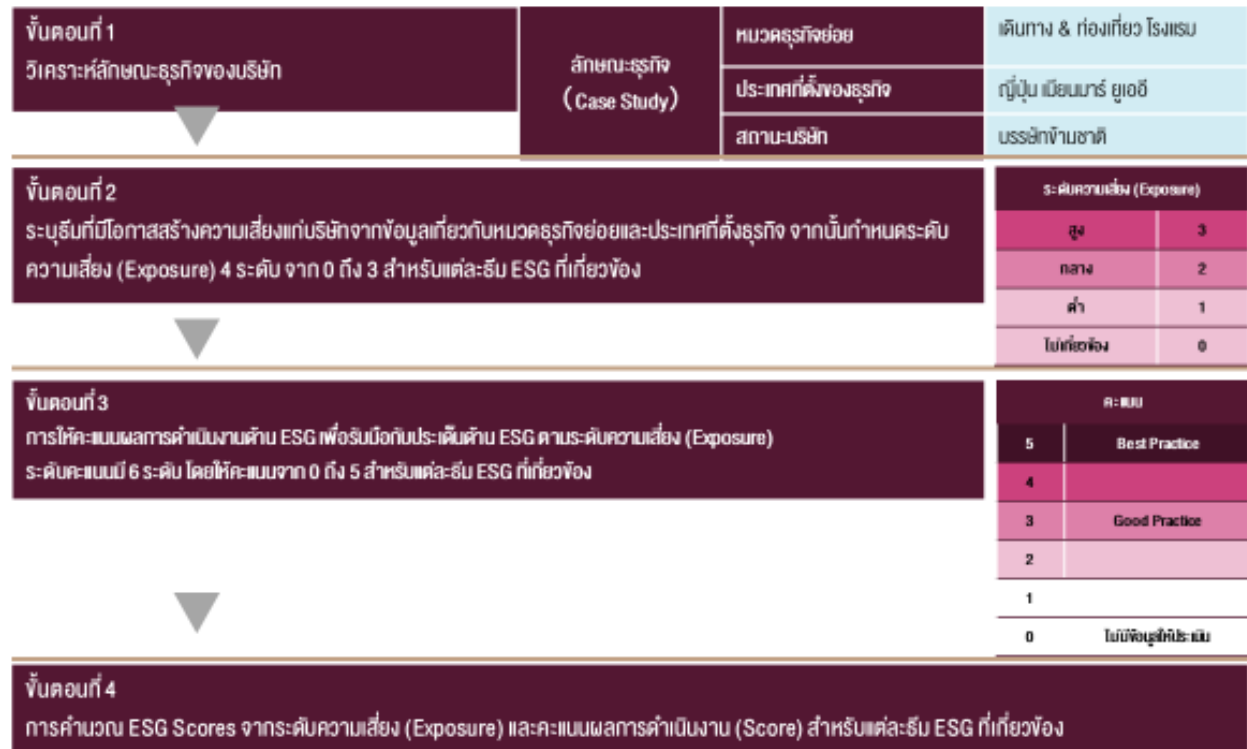 ขั้นตอนที่ 1
วิเคราะห์ลักษณะธุรกิจของบริษัท
ลักษณะธุรกิจ
(Case Study)
หมวดธุรกิจย่อย
เดินทาง & ท่องเที่ยว โรงแรม
ประเทศที่ตั้งของธุรกิจ
ญี่ปุ่น เมียนมาร์ ยูเออี
สถานะบริษัท
บรรษัทข้ามชาติ
ขั้นตอนที่ 2
ระบุธีมที่มีโอกาสสร้างความเสี่ยงแก่บริษัทจากข้อมูลเกี่ยวกับหมวดธุรกิจย่อยและประเทศที่ตั้งธุรกิจ จากนั้นกำหนดระดับ
ความเสี่ยง (Exposure) 4 ระดับ จาก 0 ถึง 3 สำหรับแต่ละธีม ESG ที่เกี่ยวข้อง
ระดับความเสี่ยง (Exposure)
สูง 3
กลาง 2
ต่ำ 1
ไม่เกี่ยวข้อง 0
ขั้นตอนที่ 3
การให้คะแนนผลการดำเนินงานด้าน ESG เพื่อรับมือกับประเด็นด้าน ESG ตามระดับความเสี่ยง (Exposure)
ระดับคะแนนมี 6 ระดับ โดยให้คะแนนจาก 0 ถึง 5 สำหรับแต่ละธีม ESG ที่เกี่ยวข้อง
คะแนน
5 Best Practice
4
3 Good Practice
2
1
0 ไม่มีข้อมูลให้ประเมิน
ขั้นตอนที่ 4
การคำนวณ ESG Scores จากระดับความเสี่ยง (Exposure) และคะแนนผลการดำเนินงาน (Score) สำหรับแต่ละธีม ESG ที่เกี่ยวข้อง